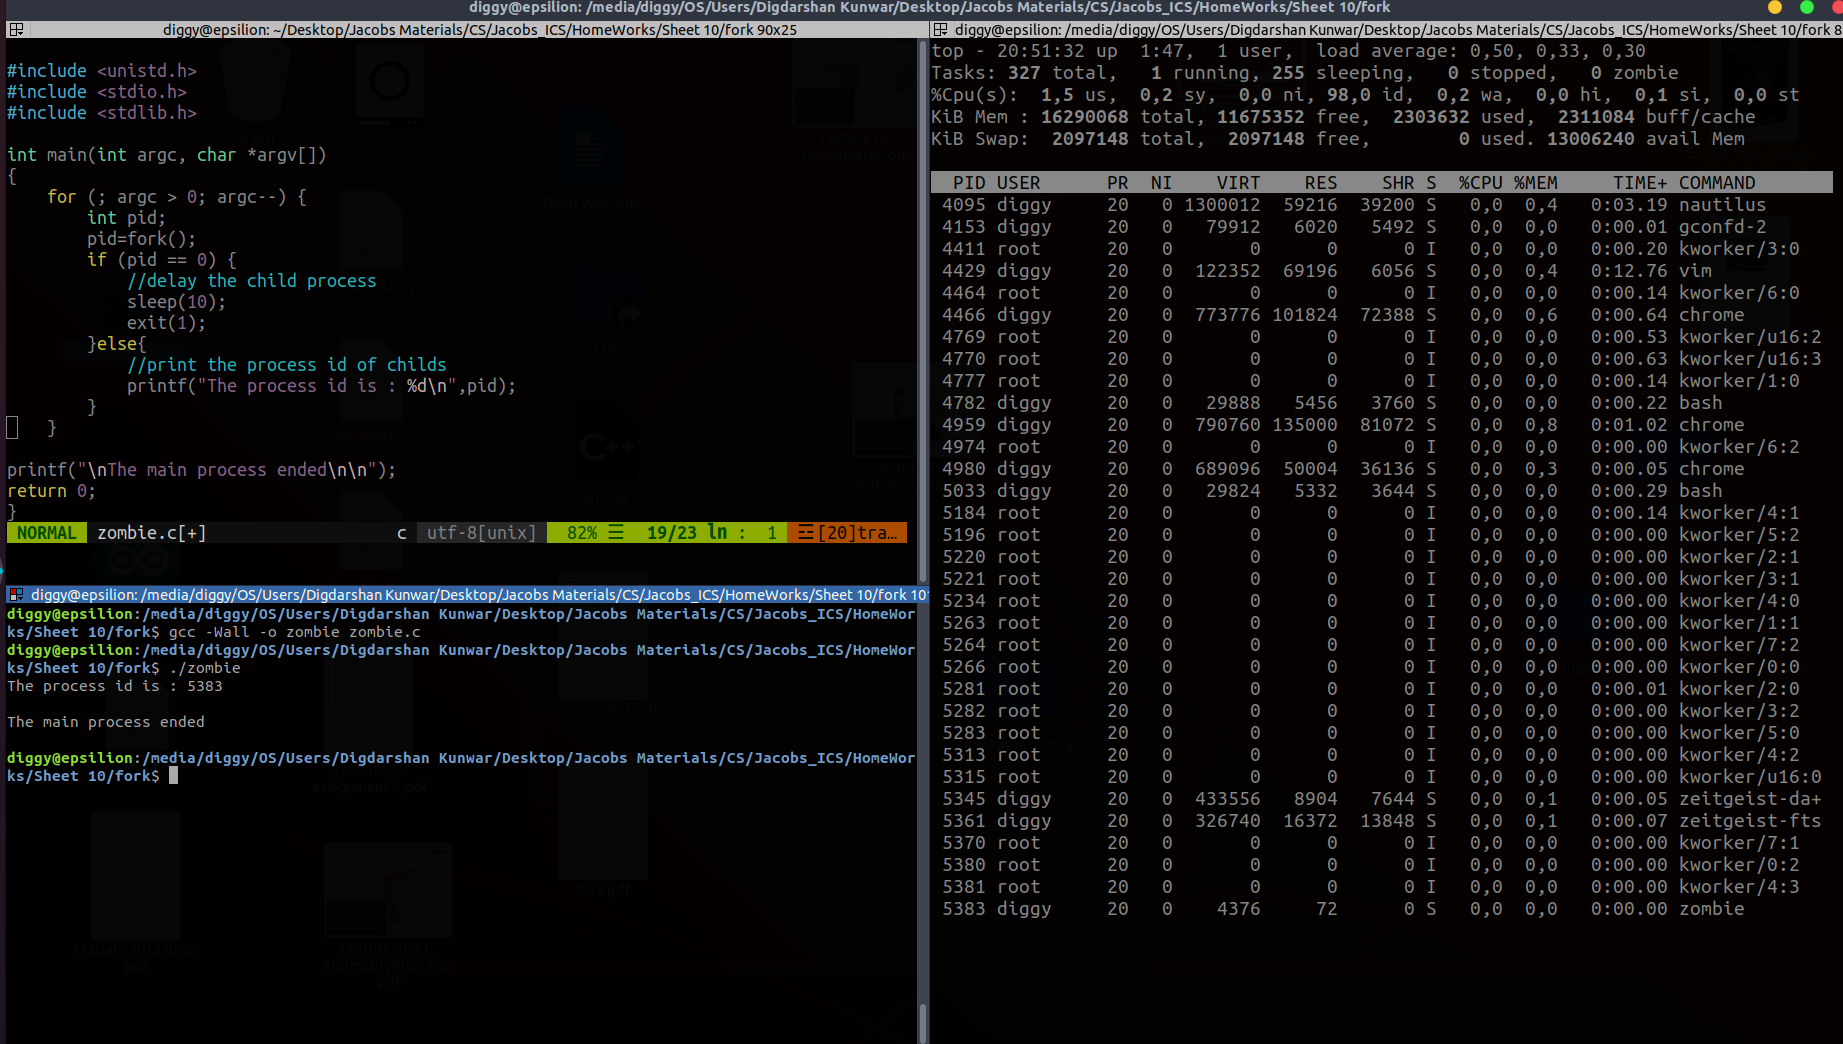 diggy@epsilion: /media/diggy/OS/Users/Digdarshan Kunwar/Desktop/Jacobs Materials/CS/Jacobs_ICS/HomeWorks/Sheet 10/fork
diggy@epsilion: ~/Desktop/Jacobs Materials/CS/Jacobs_ICS/HomeWorks/Sheet 10/fork 90x25
#include <unistd.h>
#include <stdio.h>
#include <stdlib.h>
int main(int argc, char *argv[])
{
    for (; argc > 0; argc--) {
        int pid;
        pid=fork();
        if (pid == 0) {
            //delay the child process
            sleep(10);
            exit(1);
        }else{
            //print the process id of childs
            printf("The process id is : %d\n",pid);
        }
    }
printf("\nThe main process ended\n\n");
return 0;
}
NORMAL zombie.c[+] c utf-8[unix] 82% ☰ 19/23 ln : 1 ☲[20]tra…
diggy@epsilion: /media/diggy/OS/Users/Digdarshan Kunwar/Desktop/Jacobs Materials/CS/Jacobs_ICS/HomeWorks/Sheet 10/fork 10
diggy@epsilion:/media/diggy/OS/Users/Digdarshan Kunwar/Desktop/Jacobs Materials/CS/Jacobs_ICS/HomeWor
ks/Sheet 10/fork$ gcc -Wall -o zombie zombie.c
diggy@epsilion:/media/diggy/OS/Users/Digdarshan Kunwar/Desktop/Jacobs Materials/CS/Jacobs_ICS/HomeWor
ks/Sheet 10/fork$ ./zombie
The process id is : 5383
The main process ended
diggy@epsilion:/media/diggy/OS/Users/Digdarshan Kunwar/Desktop/Jacobs Materials/CS/Jacobs_ICS/HomeWor
ks/Sheet 10/fork$
diggy@epsilion: /media/diggy/OS/Users/Digdarshan Kunwar/Desktop/Jacobs Materials/CS/Jacobs_ICS/HomeWorks/Sheet 10/fork 8
top - 20:51:32 up  1:47,  1 user,  load average: 0,50, 0,33, 0,30
Tasks: 327 total,   1 running, 255 sleeping,   0 stopped,   0 zombie
%Cpu(s):  1,5 us,  0,2 sy,  0,0 ni, 98,0 id,  0,2 wa,  0,0 hi,  0,1 si,  0,0 st
KiB Mem : 16290068 total, 11675352 free,  2303632 used,  2311084 buff/cache
KiB Swap:  2097148 total,  2097148 free,        0 used. 13006240 avail Mem
PID USER PR NI VIRT RES SHR S %CPU %MEM TIME+ COMMAND
4095 diggy 20 0 1300012 59216 39200 S 0,0 0,4 0:03.19 nautilus
4153 diggy 20 0 79912 6020 5492 S 0,0 0,0 0:00.01 gconfd-2
4411 root 20 0 0 0 0 I 0,0 0,0 0:00.20 kworker/3:0
4429 diggy 20 0 122352 69196 6056 S 0,0 0,4 0:12.76 vim
4464 root 20 0 0 0 0 I 0,0 0,0 0:00.14 kworker/6:0
4466 diggy 20 0 773776 101824 72388 S 0,0 0,6 0:00.64 chrome
4769 root 20 0 0 0 0 I 0,0 0,0 0:00.53 kworker/u16:2
4770 root 20 0 0 0 0 I 0,0 0,0 0:00.63 kworker/u16:3
4777 root 20 0 0 0 0 I 0,0 0,0 0:00.14 kworker/1:0
4782 diggy 20 0 29888 5456 3760 S 0,0 0,0 0:00.22 bash
4959 diggy 20 0 790760 135000 81072 S 0,0 0,8 0:01.02 chrome
4974 root 20 0 0 0 0 I 0,0 0,0 0:00.00 kworker/6:2
4980 diggy 20 0 689096 50004 36136 S 0,0 0,3 0:00.05 chrome
5033 diggy 20 0 29824 5332 3644 S 0,0 0,0 0:00.29 bash
5184 root 20 0 0 0 0 I 0,0 0,0 0:00.14 kworker/4:1
5196 root 20 0 0 0 0 I 0,0 0,0 0:00.00 kworker/5:2
5220 root 20 0 0 0 0 I 0,0 0,0 0:00.00 kworker/2:1
5221 root 20 0 0 0 0 I 0,0 0,0 0:00.00 kworker/3:1
5234 root 20 0 0 0 0 I 0,0 0,0 0:00.00 kworker/4:0
5263 root 20 0 0 0 0 I 0,0 0,0 0:00.00 kworker/1:1
5264 root 20 0 0 0 0 I 0,0 0,0 0:00.00 kworker/7:2
5266 root 20 0 0 0 0 I 0,0 0,0 0:00.00 kworker/0:0
5281 root 20 0 0 0 0 I 0,0 0,0 0:00.01 kworker/2:0
5282 root 20 0 0 0 0 I 0,0 0,0 0:00.00 kworker/3:2
5283 root 20 0 0 0 0 I 0,0 0,0 0:00.00 kworker/5:0
5313 root 20 0 0 0 0 I 0,0 0,0 0:00.00 kworker/4:2
5315 root 20 0 0 0 0 I 0,0 0,0 0:00.00 kworker/u16:0
5345 diggy 20 0 433556 8904 7644 S 0,0 0,1 0:00.05 zeitgeist-da+
5361 diggy 20 0 326740 16372 13848 S 0,0 0,1 0:00.07 zeitgeist-fts
5370 root 20 0 0 0 0 I 0,0 0,0 0:00.00 kworker/7:1
5380 root 20 0 0 0 0 I 0,0 0,0 0:00.00 kworker/0:2
5381 root 20 0 0 0 0 I 0,0 0,0 0:00.00 kworker/4:3
5383 diggy 20 0 4376 72 0 S 0,0 0,0 0:00.00 zombie